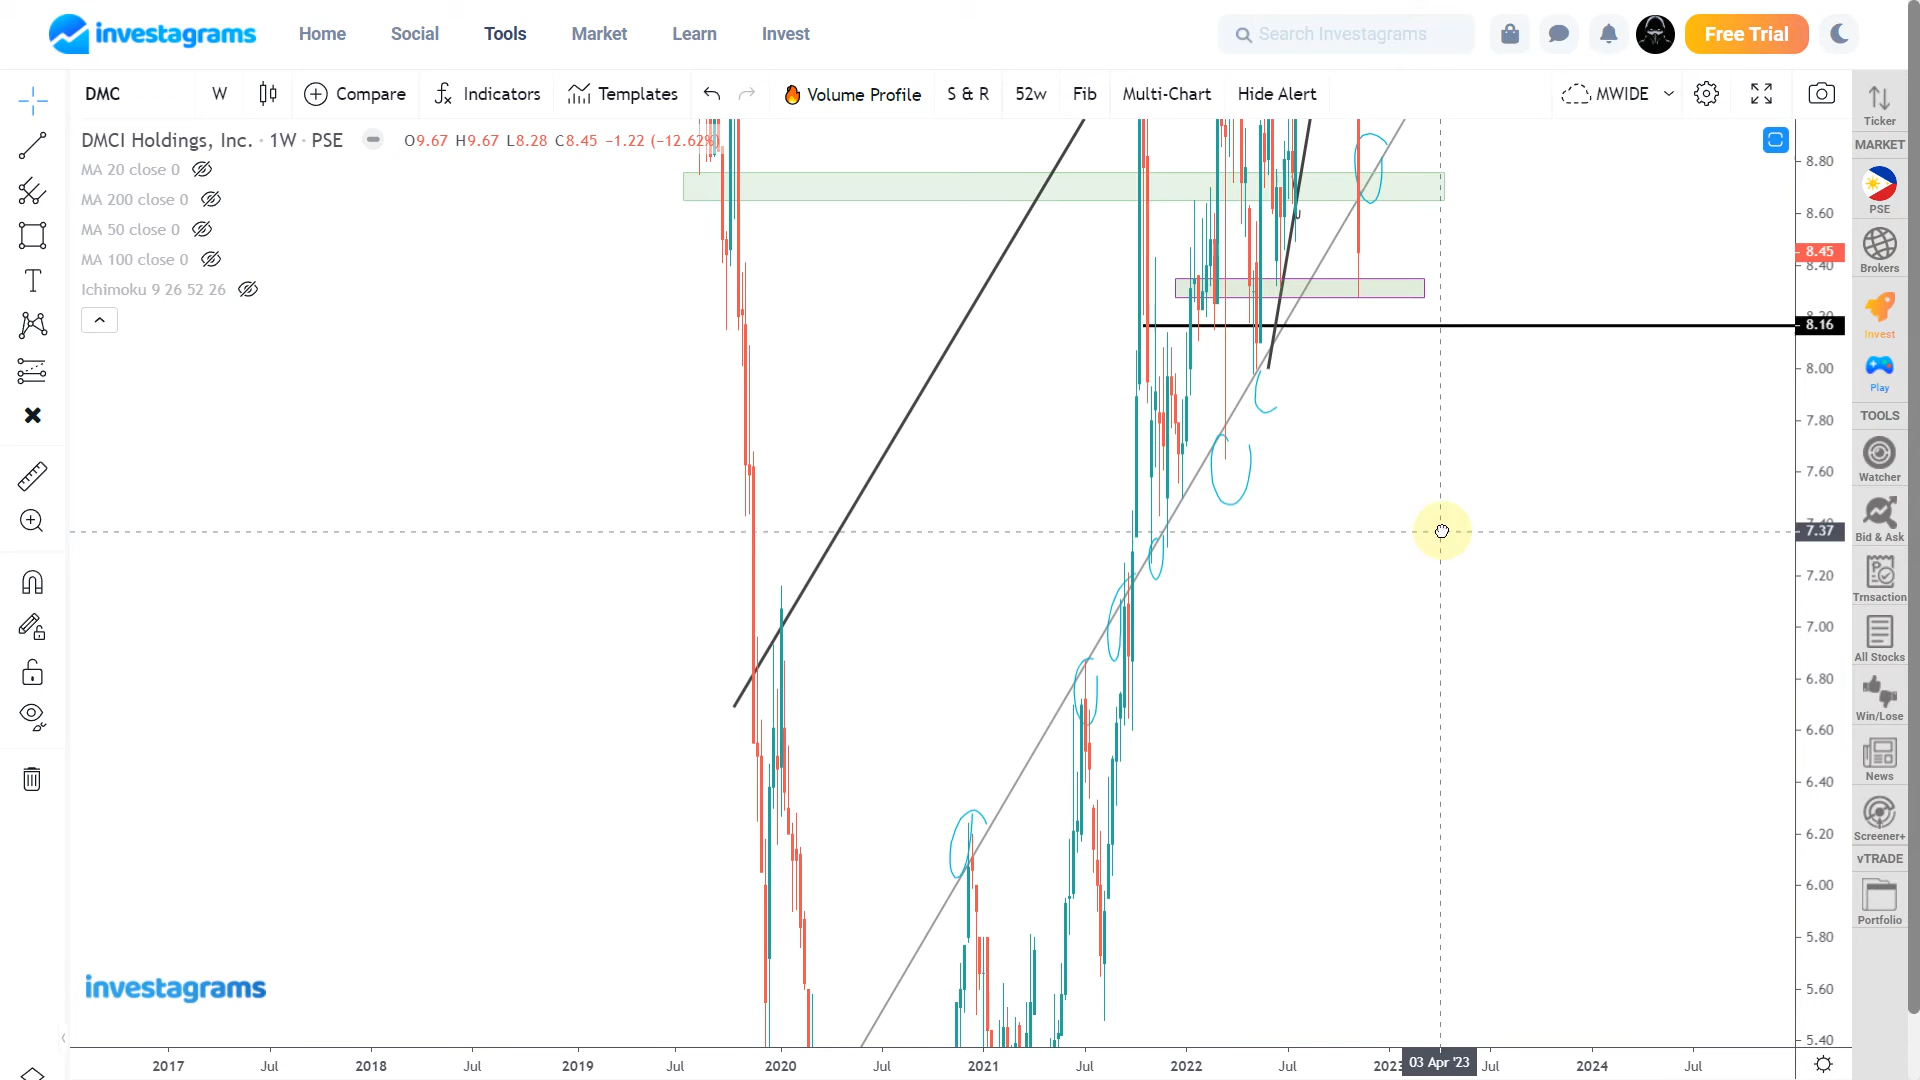 investagrams
Home
Social
Tools
Market
Learn
Invest
Search Investagrams
Free Trial
DMC
W
Compare
Indicators
Templates
Volume Profile
S & R
52w
Fib
Multi-Chart
Hide Alert
MWIDE
Ticker
DMCI Holdings, Inc. · 1W · PSE
O9.67 H9.67 L8.28 C8.45 −1.22 (−12.62%)
MA 20 close 0
MA 200 close 0
MA 50 close 0
MA 100 close 0
Ichimoku 9 26 52 26
8.80
8.60
8.45
8.40
8.20
8.16
8.00
7.80
7.60
7.40
7.37
7.20
7.00
6.80
6.60
6.40
6.20
6.00
5.80
5.60
5.40
MARKET
PSE
Brokers
Invest
Play
TOOLS
Watcher
Bid & Ask
Trnsaction
All Stocks
Win/Lose
News
Screener+
vTRADE
Portfolio
investagrams
2017
Jul
2018
Jul
2019
Jul
2020
Jul
2021
Jul
2022
Jul
2023
03 Apr '23
Jul
2024
Jul